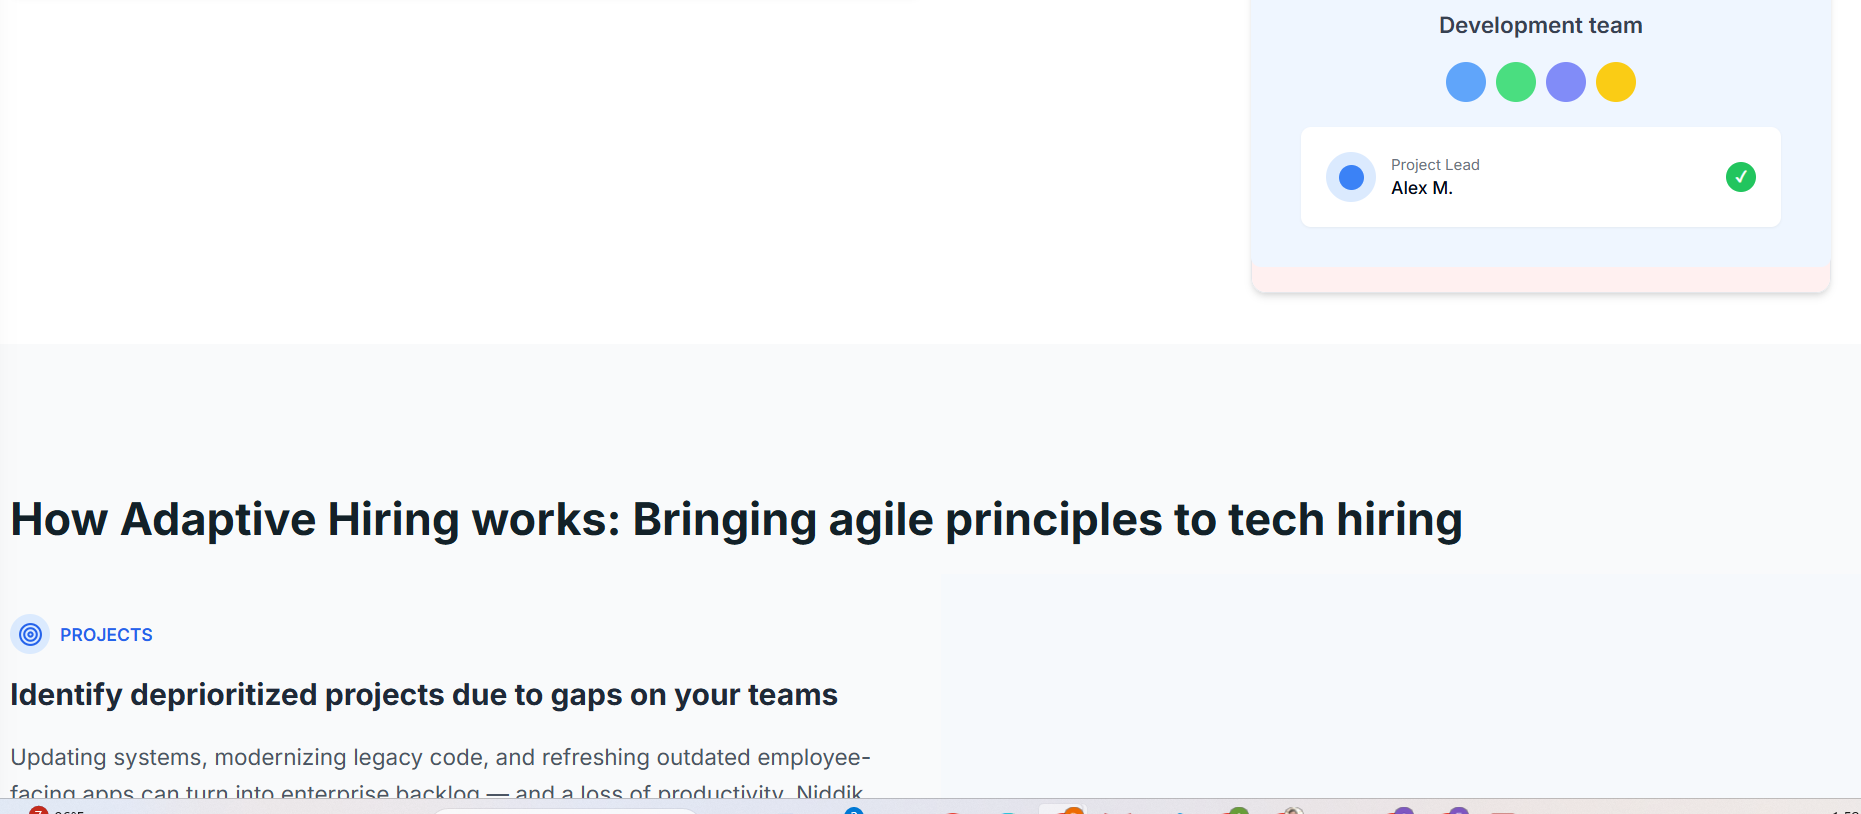 Development team
Project Lead
Alex M.
How Adaptive Hiring works: Bringing agile principles to tech hiring
PROJECTS
Identify deprioritized projects due to gaps on your teams
Updating systems, modernizing legacy code, and refreshing outdated employee-
facing apps can turn into enterprise backlog — and a loss of productivity. Niddik